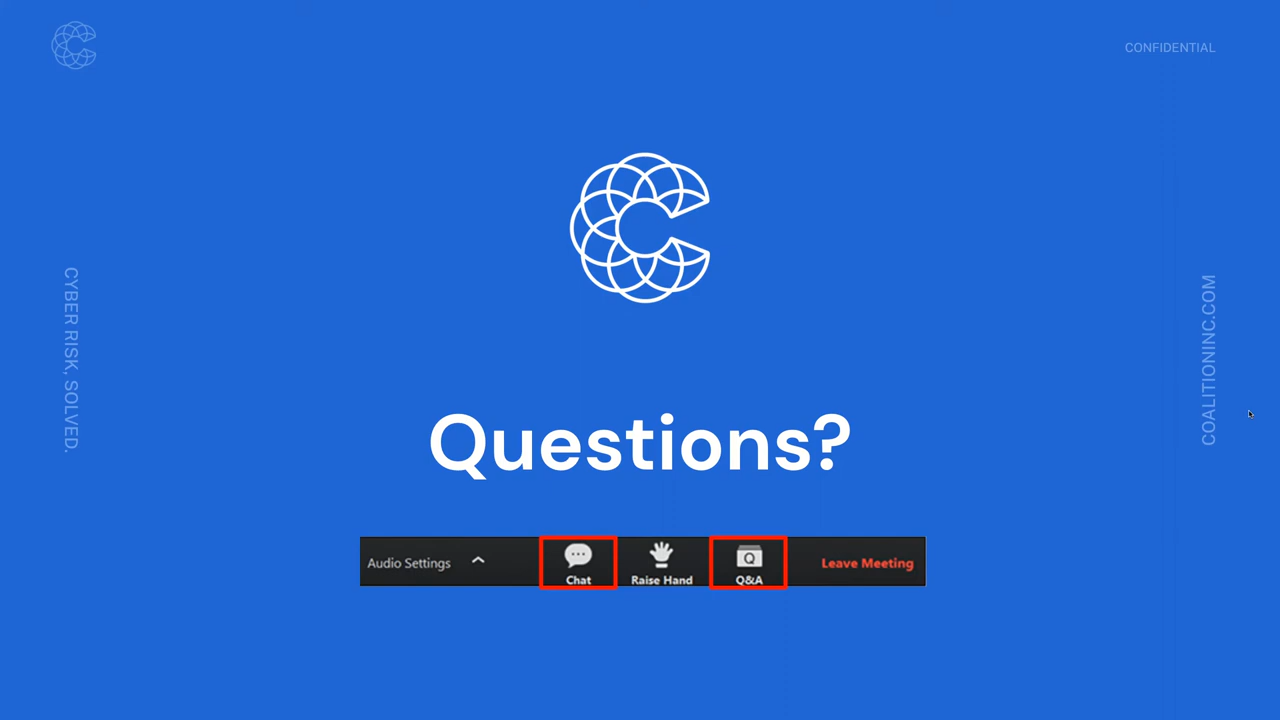 CONFIDENTIAL
CYBER RISK, SOLVED.
COALITIONINC.COM
Questions?
Audio Settings
Chat
Raise Hand
Q&A
Leave Meeting